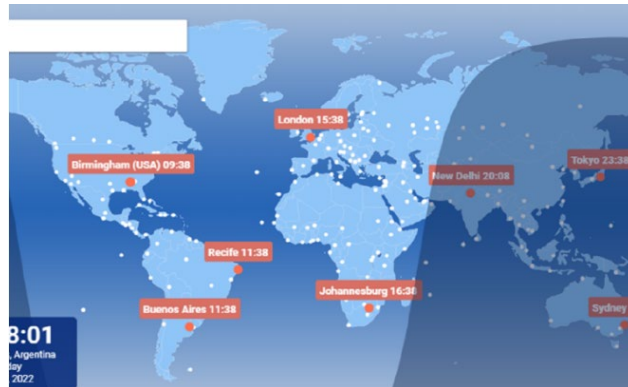 London 15:38
Birmingham (USA) 09:38
Tokyo 23:38
New Delhi 20:08
Recife 11:38
Johannesburg 16:38
Buenos Aires 11:38
Sydney
8:01
, Argentina
day
2022